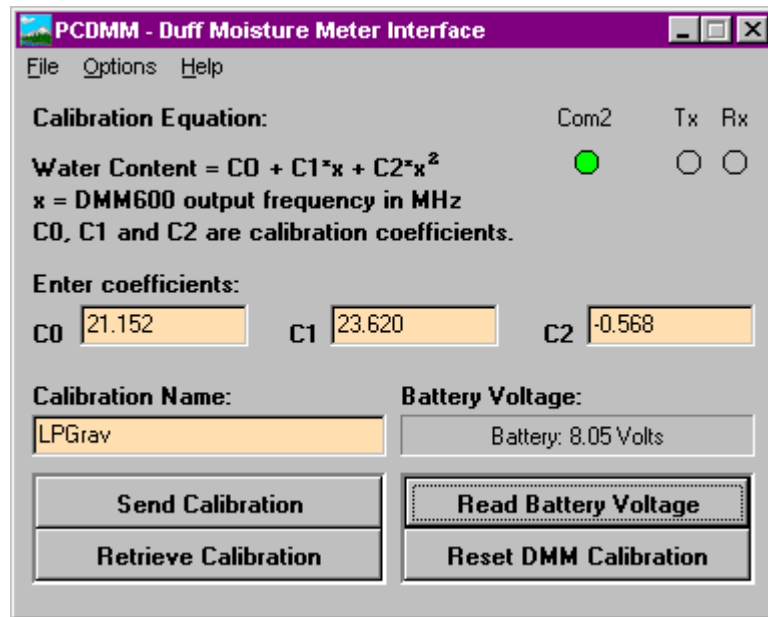 PCDMM - Duff Moisture Meter Interface
File Options Help
Calibration Equation: Com2 Tx Rx
Water Content = C0 + C1*x + C2*x²
x = DMM600 output frequency in MHz
C0, C1 and C2 are calibration coefficients.
Enter coefficients:
C0 21.152 C1 23.620 C2 -0.568
Calibration Name: Battery Voltage:
LPGrav Battery: 8.05 Volts
Send Calibration Read Battery Voltage
Retrieve Calibration Reset DMM Calibration